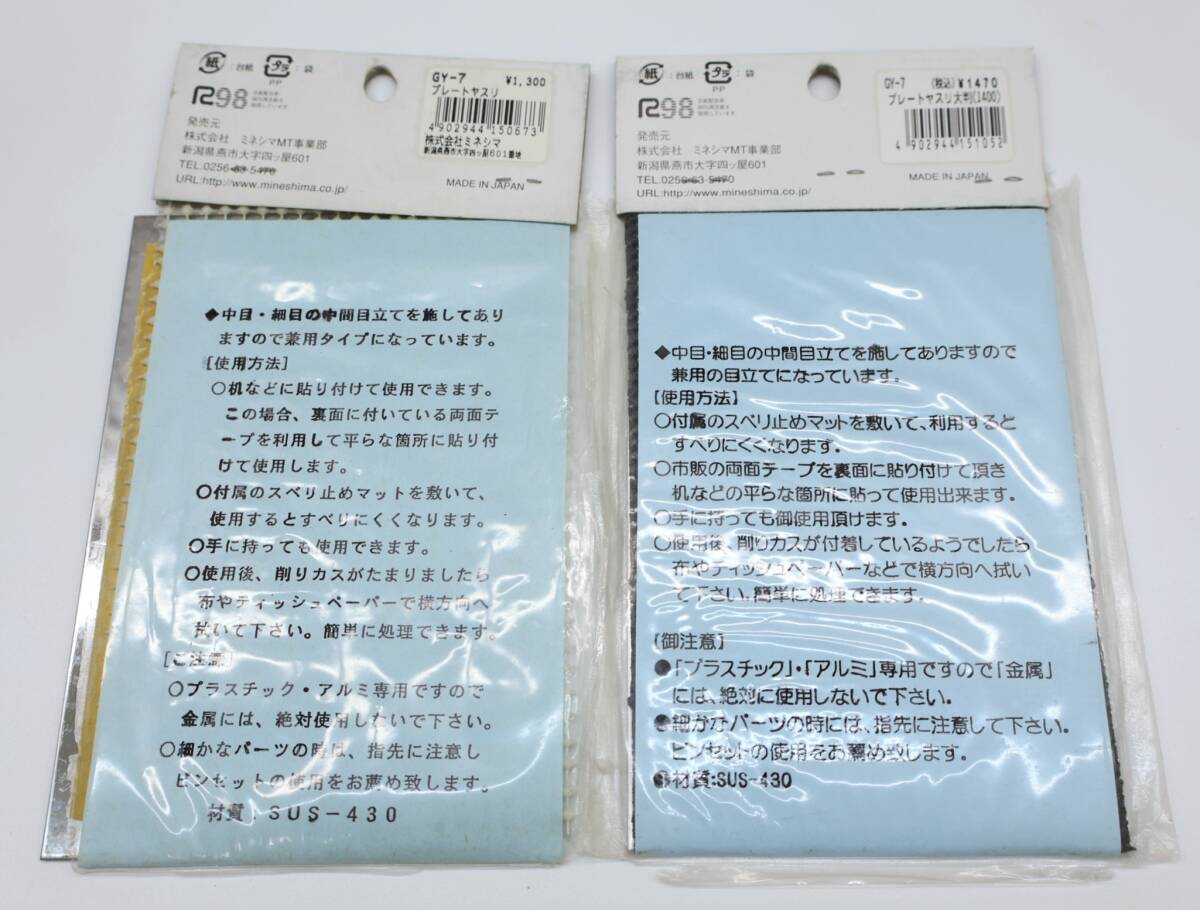 紙 :台紙 プラ :袋
PP
R98
発売元
株式会社 ミネシマMT事業部
新潟県燕市大字四ッ屋601
TEL.0256-63-5470
URL:http://www.mineshima.co.jp/
MADE IN JAPAN
GY-7 ¥1,300
プレートヤスリ
4902944150673
株式会社ミネシマ
新潟県燕市大字四ッ屋601番地
◆中目・細目の中間目立てを施してあり
ますので兼用タイプになっています。
[使用方法]
○机などに貼り付けて使用できます。
この場合、裏面に付いている両面テ
ープを利用して平らな箇所に貼り付
けて使用します。
○付属のスベリ止めマットを敷いて、
使用するとすべりにくくなります。
○手に持っても使用できます。
○使用後、削りカスがたまりましたら
布やティッシュペーパーで横方向へ
拭いて下さい。簡単に処理できます。
[ご注意]
○プラスチック・アルミ専用ですので
金属には、絶対使用しないで下さい。
○細かなパーツの時は、指先に注意し
ピンセットの使用をお薦め致します。
材質:SUS-430
紙 :台紙 プラ :袋
PP
R98
発売元
株式会社 ミネシマMT事業部
新潟県燕市大字四ッ屋601
TEL.0256-63-5470
URL:http://www.mineshima.co.jp/
MADE IN JAPAN
GY-7 (税込)¥1470
プレートヤスリ大判(1400)
4902944151052
◆中目・細目の中間目立てを施してありますので
兼用の目立てになっています。
【使用方法】
○付属のスベリ止めマットを敷いて、利用すると
すべりにくくなります。
○市販の両面テープを裏面に貼り付けて頂き
机などの平らな箇所に貼って使用出来ます。
○手に持っても御使用頂けます。
○使用後、削りカスが付着しているようでしたら
布やティッシュペーパーなどで横方向へ拭い
て下さい。簡単に処理できます。
【御注意】
●「プラスチック」・「アルミ」専用ですので「金属」
には、絶対に使用しないで下さい。
●細かなパーツの時には、指先に注意して下さい。
ピンセットの使用をお薦め致します。
●材質:SUS-430